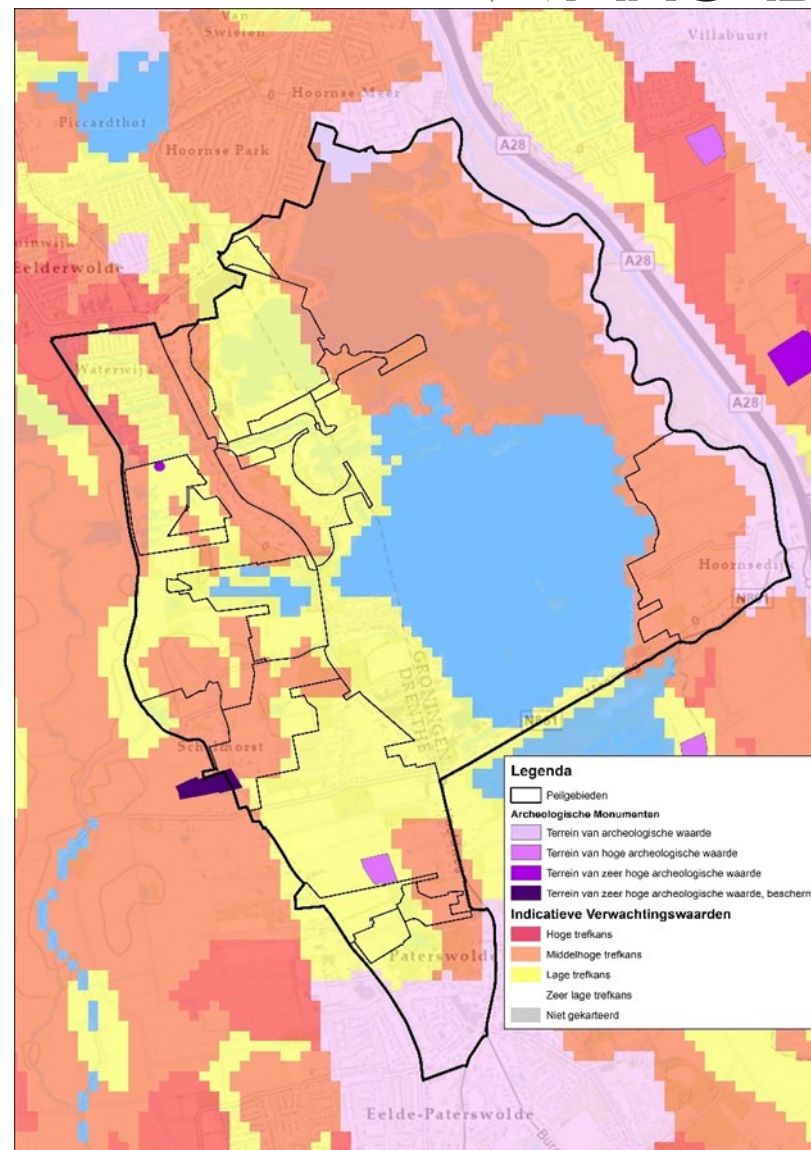 Van
Swieten
Villabuurt
Hoornse Meer
Piccardthof
A28
Hoornse Park
A28
Eelderwolde
Waterwijk
A28
Hoornsedijk
GRONINGEN
DRENTHE
N861
Paterswolde
Eelde-Paterswolde
Legenda
Peilgebieden
Archeologische Monumenten
Terrein van archeologische waarde
Terrein van hoge archeologische waarde
Terrein van zeer hoge archeologische waarde
Terrein van zeer hoge archeologische waarde, bescherm
Indicatieve Verwachtingswaarden
Hoge trefkans
Middelhoge trefkans
Lage trefkans
Zeer lage trefkans
Niet gekarteerd